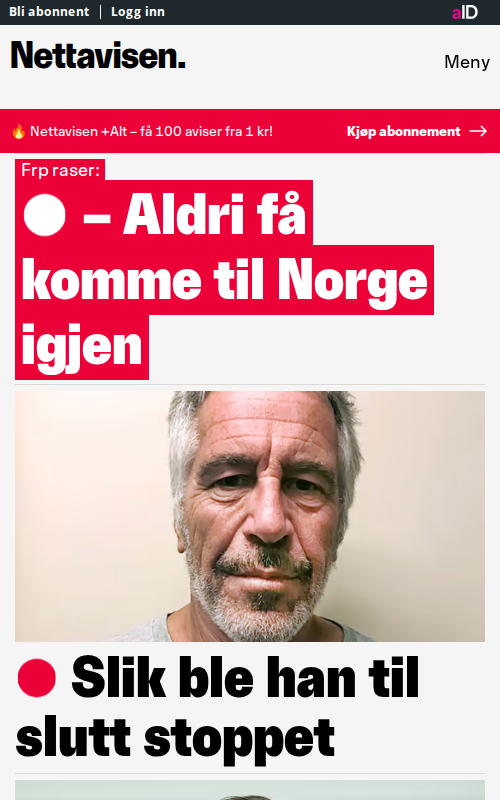 Bli abonnent | Logg inn
aID
Nettavisen.
Meny
🔥 Nettavisen +Alt – få 100 aviser fra 1 kr!
Kjøp abonnement →
Frp raser:
– Aldri få
komme til Norge
igjen
Slik ble han til
slutt stoppet